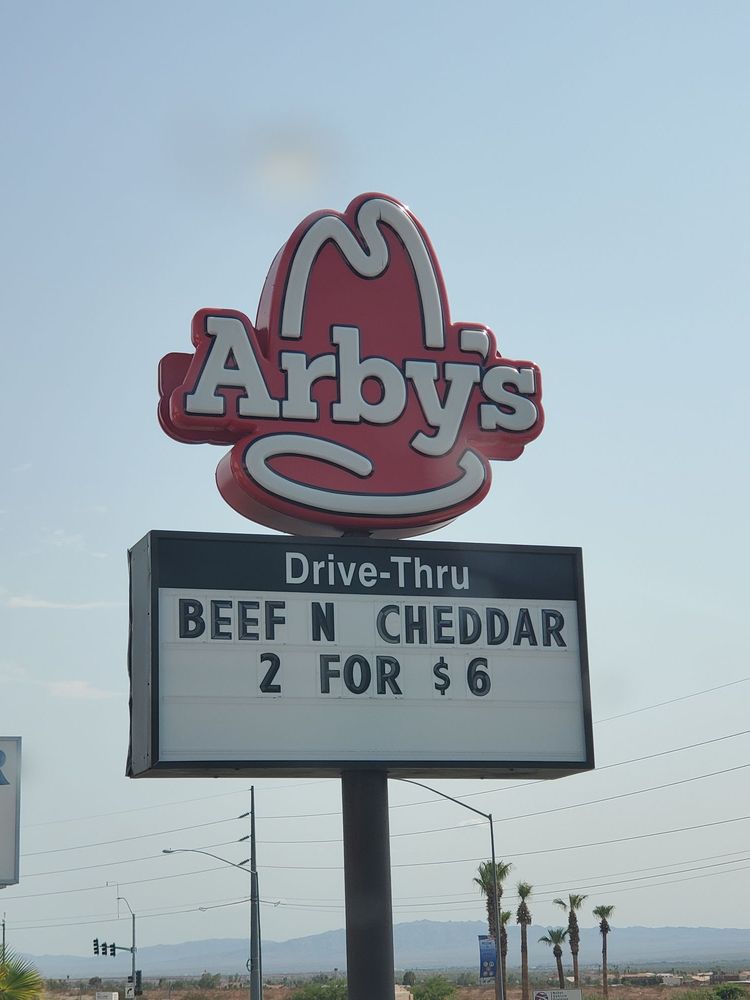 Arby's
Drive-Thru
BEEF N CHEDDAR
2 FOR $6
R